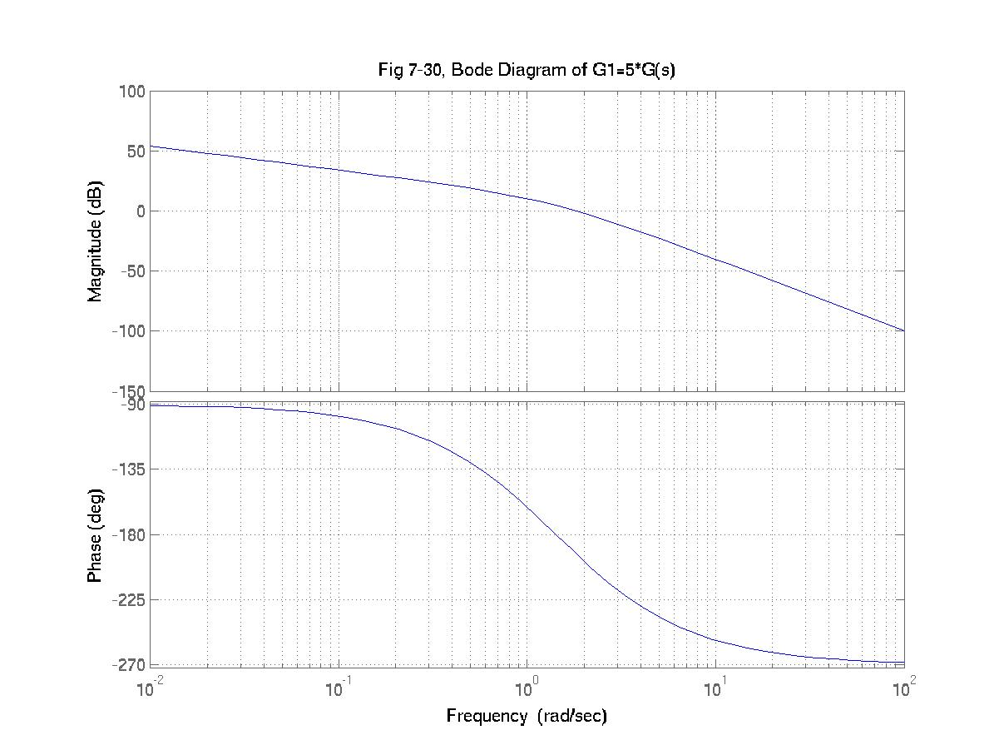 Fig 7-30, Bode Diagram of G1=5*G(s)
100
50
0
-50
-100
-150
Magnitude (dB)
-90
-135
-180
-225
-270
Phase (deg)
10^-2 10^-1 10^0 10^1 10^2
Frequency (rad/sec)